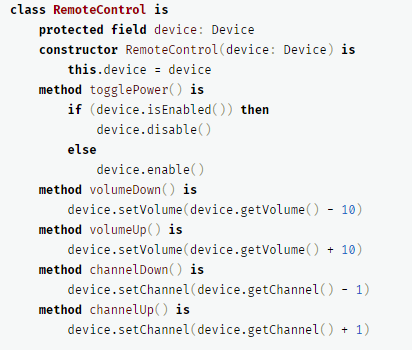 class RemoteControl is
    protected field device: Device
    constructor RemoteControl(device: Device) is
        this.device = device
    method togglePower() is
        if (device.isEnabled()) then
            device.disable()
        else
            device.enable()
    method volumeDown() is
        device.setVolume(device.getVolume() - 10)
    method volumeUp() is
        device.setVolume(device.getVolume() + 10)
    method channelDown() is
        device.setChannel(device.getChannel() - 1)
    method channelUp() is
        device.setChannel(device.getChannel() + 1)